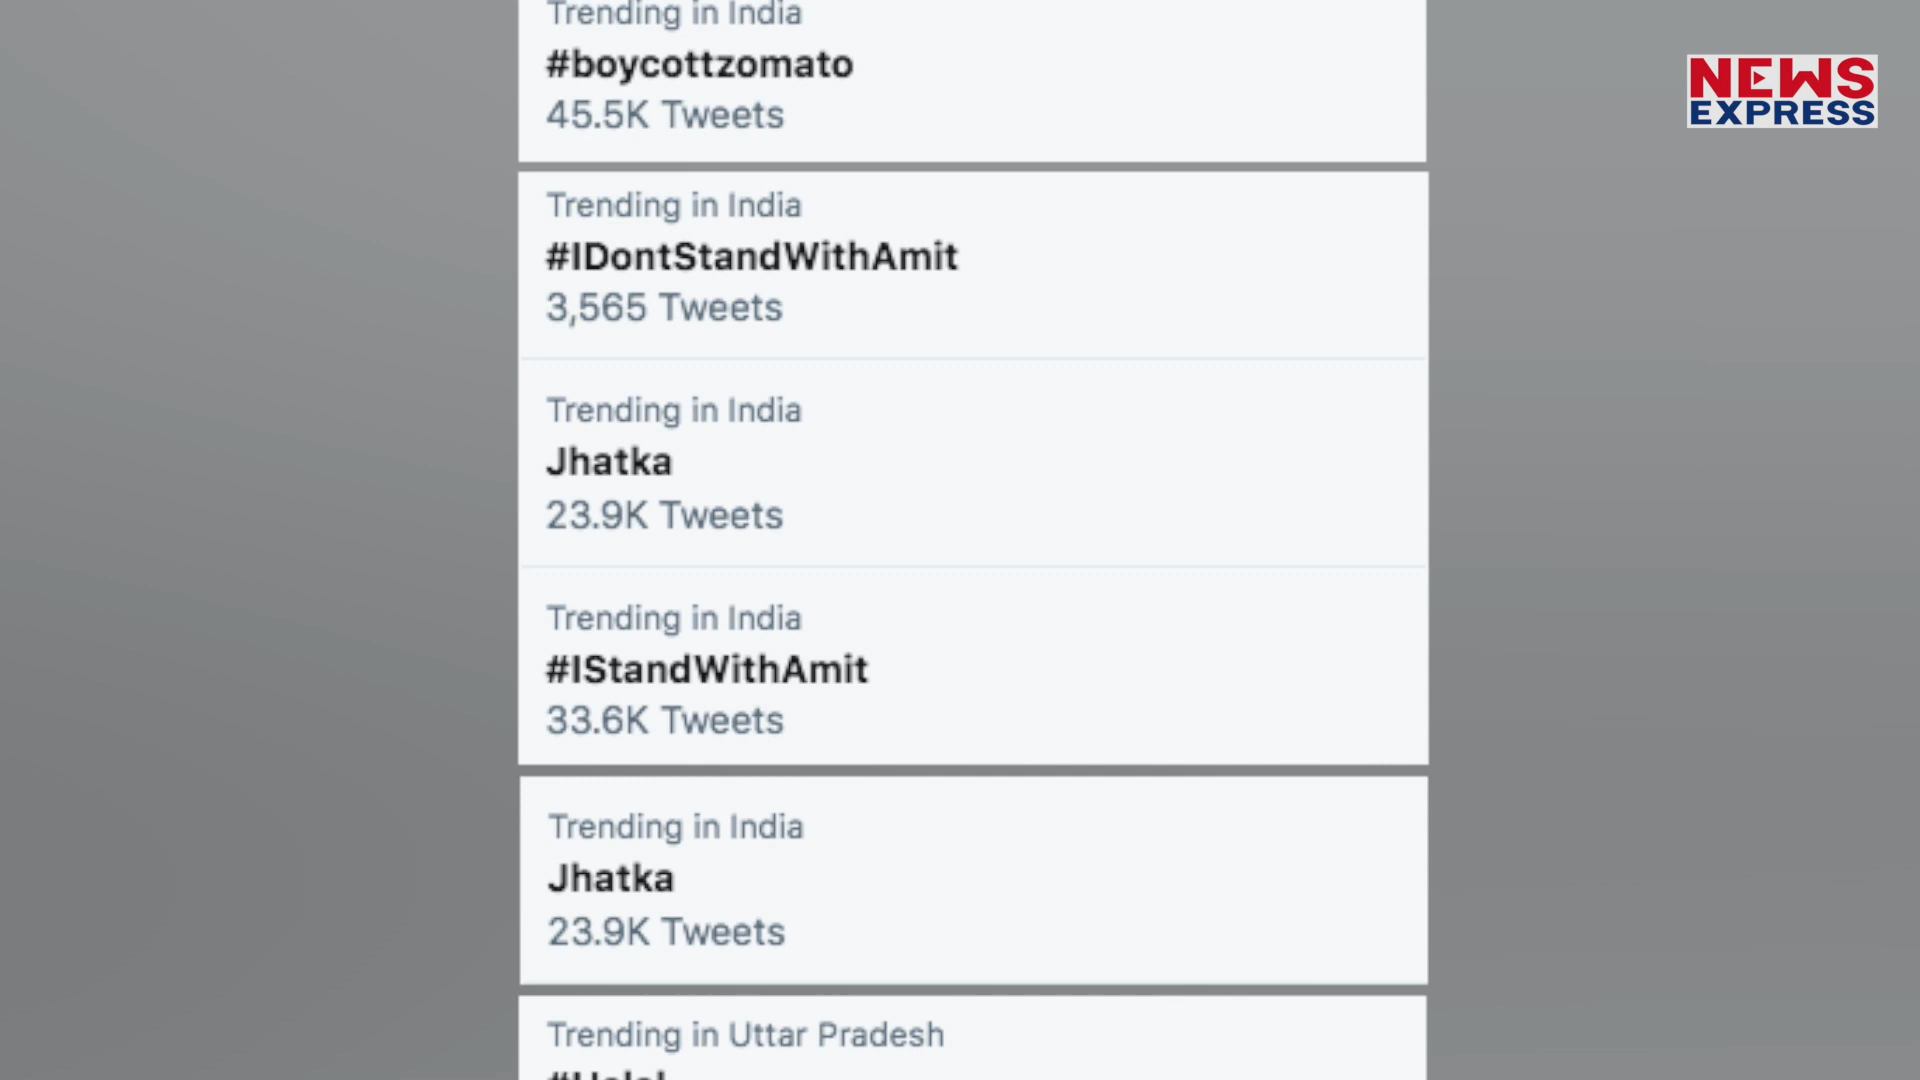 Trending in India
#boycottzomato
45.5K Tweets
NEWS
EXPRESS
Trending in India
#IDontStandWithAmit
3,565 Tweets
Trending in India
Jhatka
23.9K Tweets
Trending in India
#IStandWithAmit
33.6K Tweets
Trending in India
Jhatka
23.9K Tweets
Trending in Uttar Pradesh